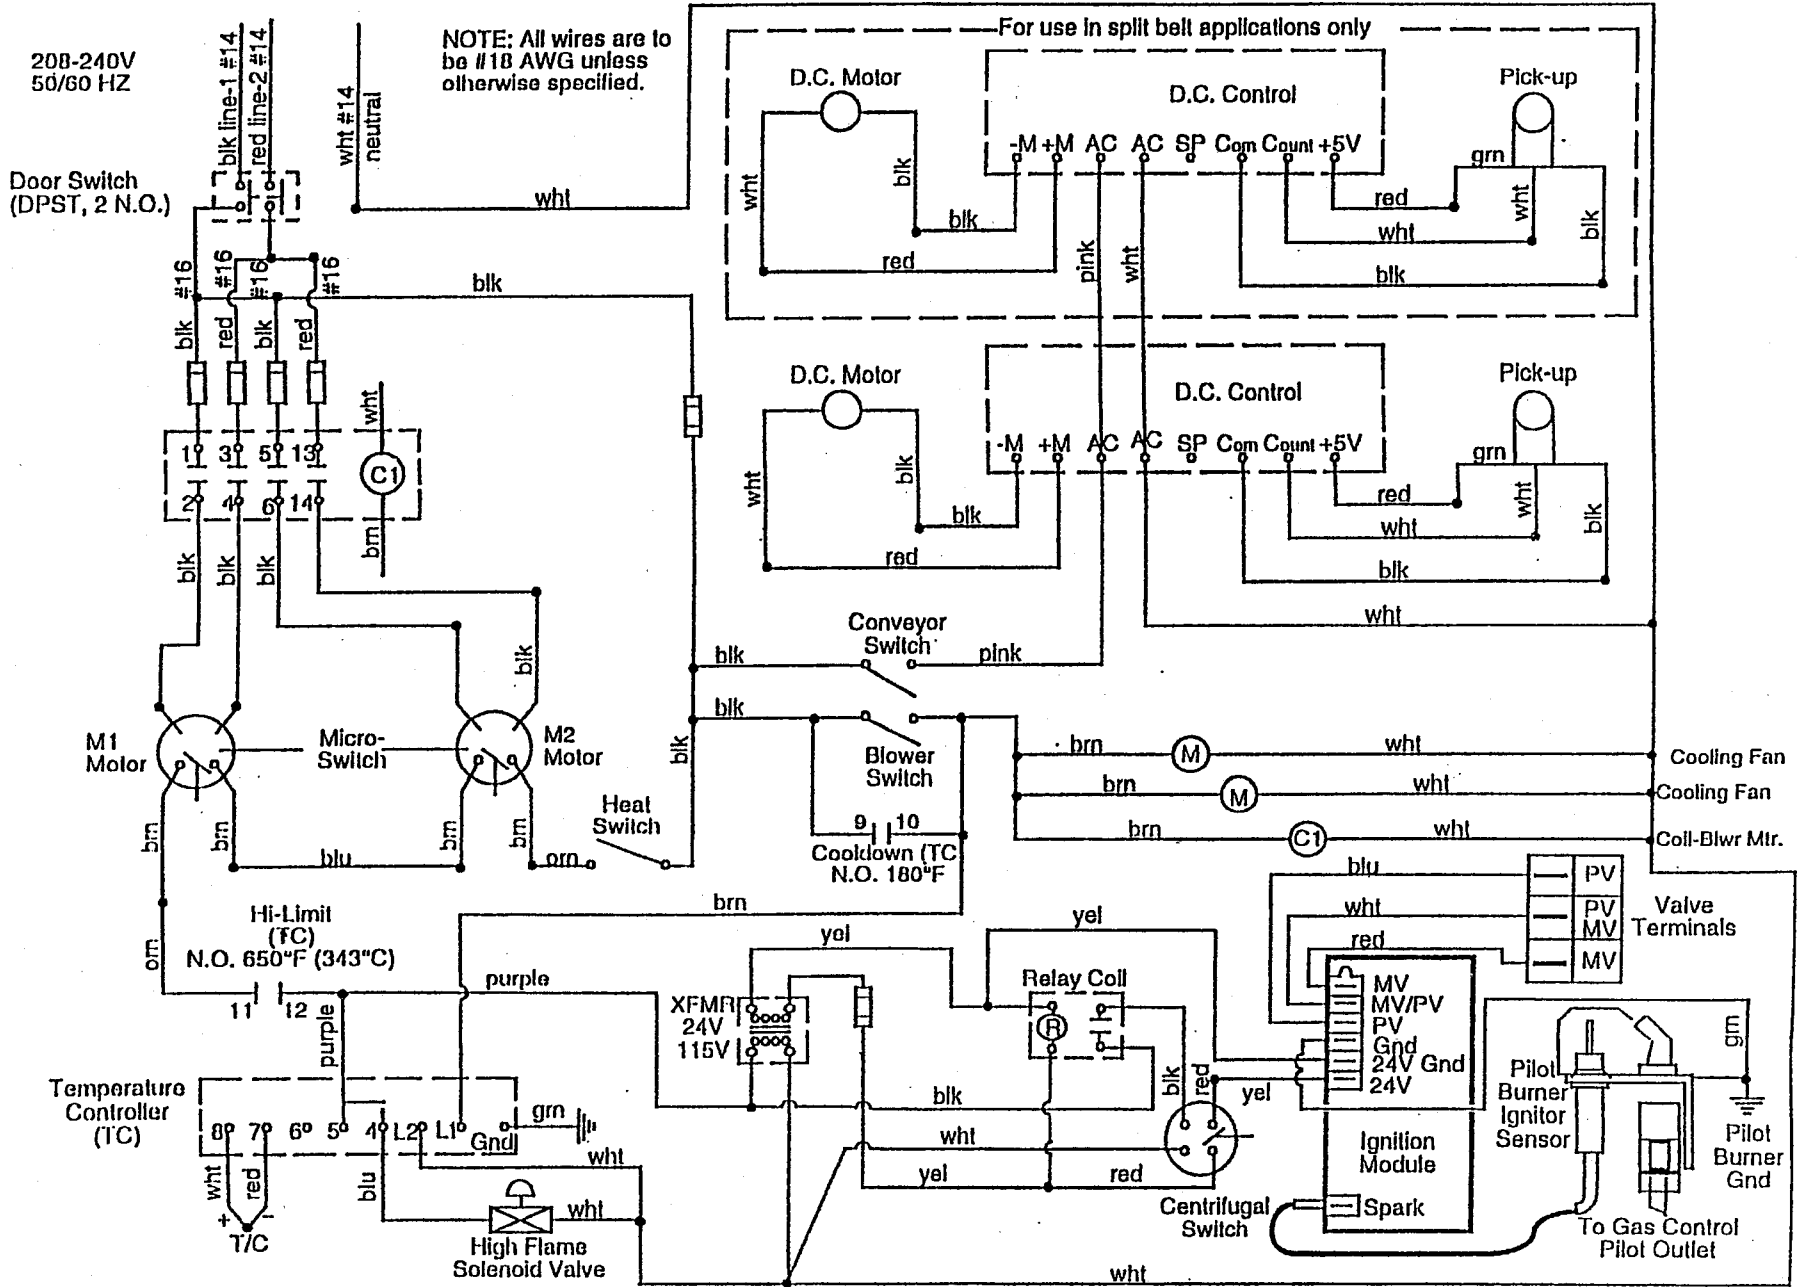 208-240V
50/60 HZ
blk line-1 #14
red line-2 #14
wht #14
neutral
NOTE: All wires are to
be #18 AWG unless
otherwise specified.
Door Switch
(DPST, 2 N.O.)
wht
For use in split belt applications only
D.C. Motor
D.C. Control
Pick-up
-M +M AC AC SP Com Count +5V
grn
wht
blk
blk
red
red
wht
wht
blk
blk
pink
wht
#16
#16
#16
#16
blk
blk
red
blk
red
wht
C1
brn
1 3 5 13
2 4 6 14
blk
blk
blk
blk
D.C. Motor
D.C. Control
Pick-up
-M +M AC AC SP Com Count +5V
grn
wht
blk
blk
red
red
wht
wht
blk
blk
wht
Conveyor
Switch
blk
pink
blk
Blower
Switch
M1
Motor
Micro-
Switch
M2
Motor
blk
Heat
Switch
brn
brn
blu
brn
brn
orn
9 10
Cooldown (TC
N.O. 180"F
brn
M
wht
Cooling Fan
brn
M
wht
Cooling Fan
brn
C1
wht
Coil-Blwr Mtr.
blu
PV
wht
PV
MV
red
MV
Valve
Terminals
brn
orn
Hi-Limit
(TC)
N.O. 650"F (343"C)
11 12
purple
purple
yel
yel
XFMR
24V
115V
Relay Coil
R
MV
MV/PV
PV
Gnd
24V Gnd
24V
grn
Temperature
Controller
(TC)
8 7 6 5 4 L2 L1 Gnd
grn
wht
red
+
-
T/C
blu
wht
wht
High Flame
Solenoid Valve
blk
wht
yel
red
blk
red
yel
Centrifugal
Switch
Ignition
Module
Spark
Pilot
Burner
Ignitor
Sensor
Pilot
Burner
Gnd
To Gas Control
Pilot Outlet
wht